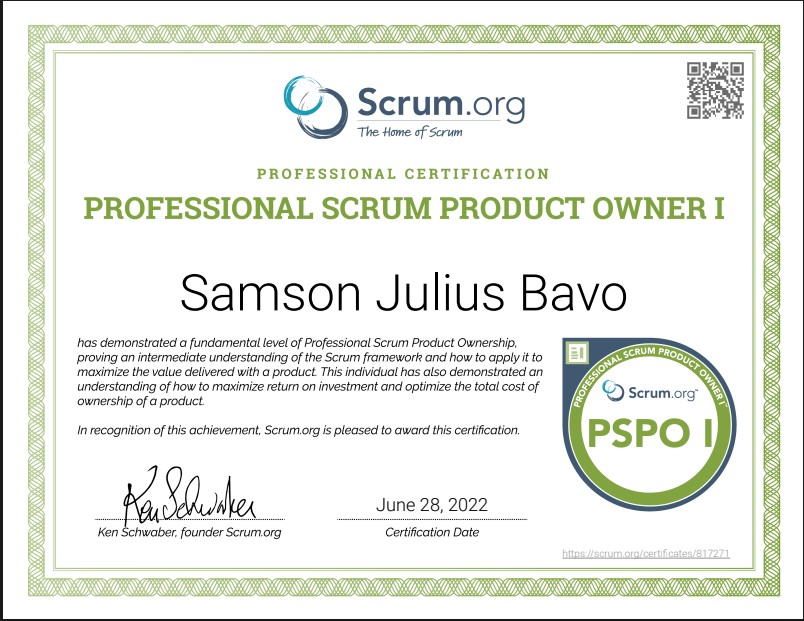 Scrum.org
The Home of Scrum
PROFESSIONAL CERTIFICATION
PROFESSIONAL SCRUM PRODUCT OWNER I
Samson Julius Bavo
has demonstrated a fundamental level of Professional Scrum Product Ownership,
proving an intermediate understanding of the Scrum framework and how to apply it to
maximize the value delivered with a product. This individual has also demonstrated an
understanding of how to maximize return on investment and optimize the total cost of
ownership of a product.
In recognition of this achievement, Scrum.org is pleased to award this certification.
PROFESSIONAL SCRUM PRODUCT OWNER I™
Scrum.org™
PSPO I
Ken Schwaber
Ken Schwaber, founder Scrum.org
June 28, 2022
Certification Date
https://scrum.org/certificates/817271